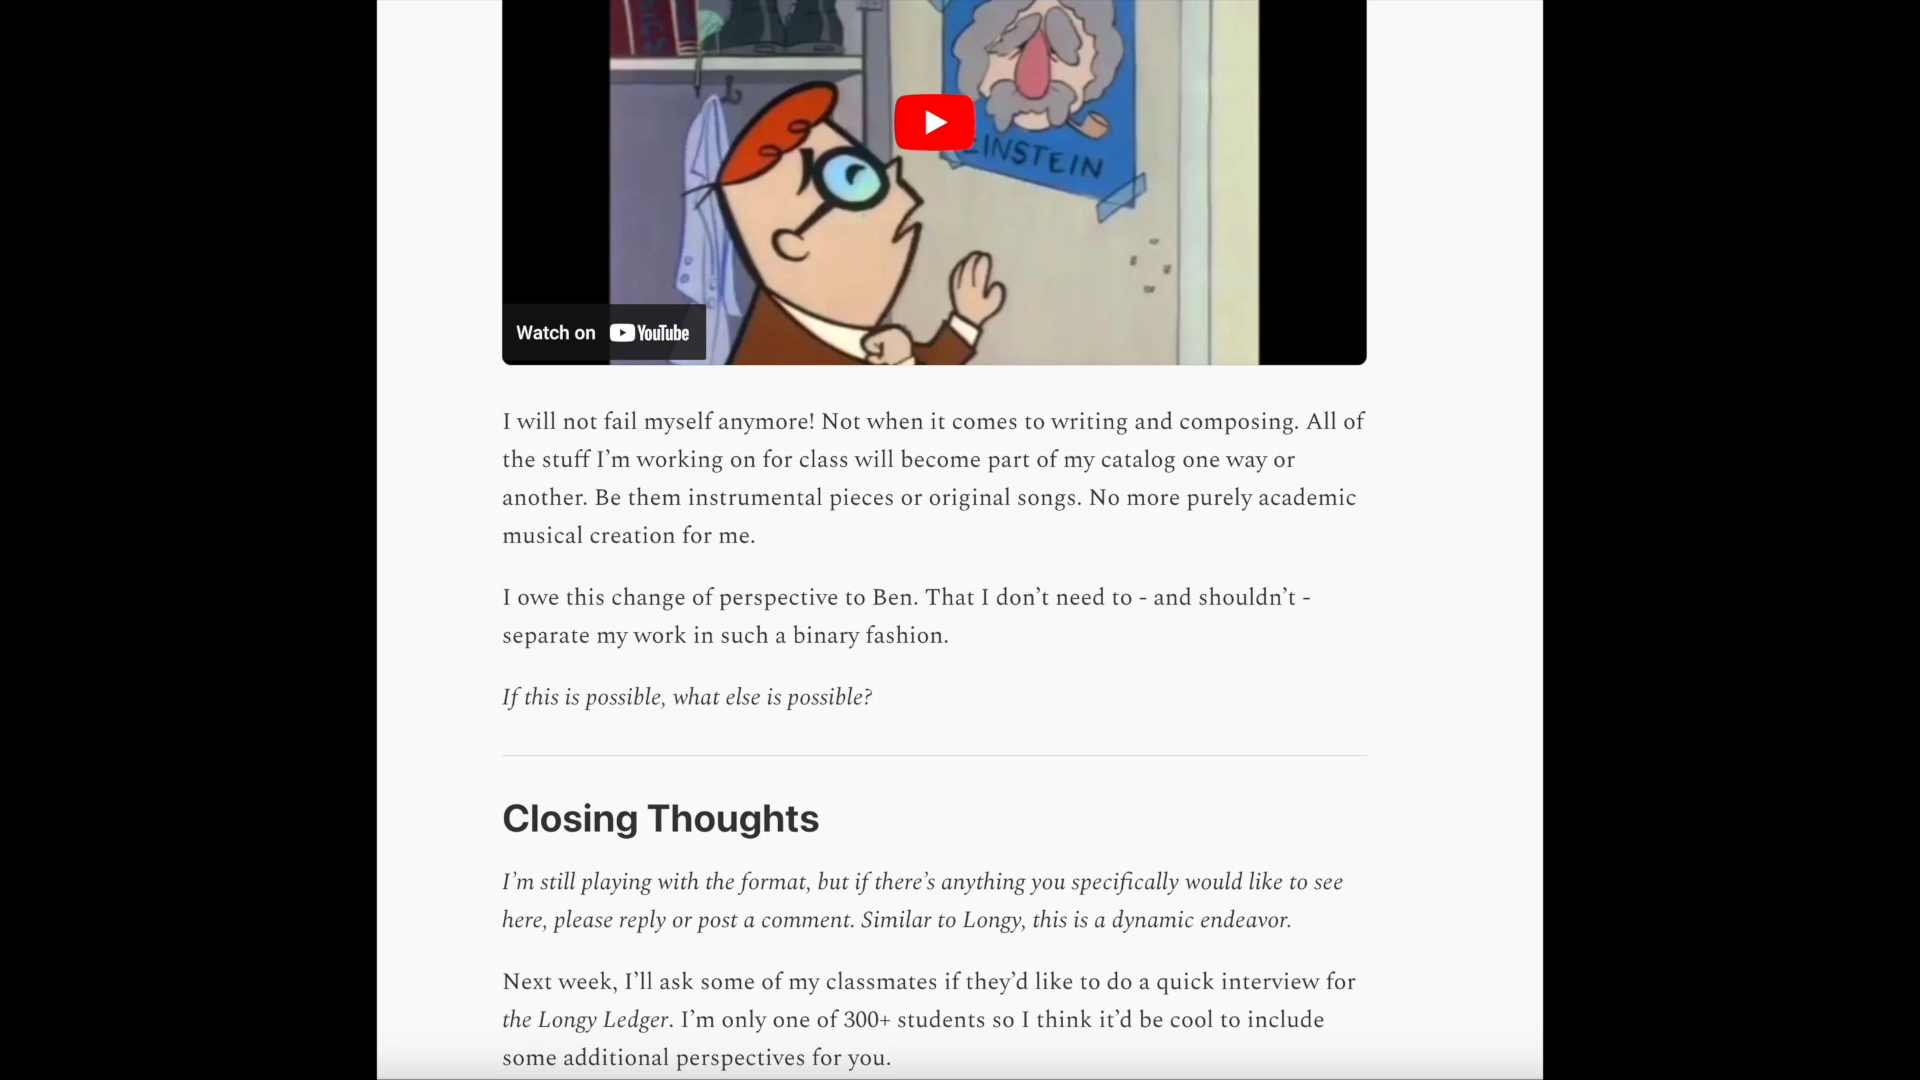 EINSTEIN
Watch on YouTube
I will not fail myself anymore! Not when it comes to writing and composing. All of
the stuff I’m working on for class will become part of my catalog one way or
another. Be them instrumental pieces or original songs. No more purely academic
musical creation for me.
I owe this change of perspective to Ben. That I don’t need to - and shouldn’t -
separate my work in such a binary fashion.
If this is possible, what else is possible?
Closing Thoughts
I’m still playing with the format, but if there’s anything you specifically would like to see
here, please reply or post a comment. Similar to Longy, this is a dynamic endeavor.
Next week, I’ll ask some of my classmates if they’d like to do a quick interview for
the Longy Ledger. I’m only one of 300+ students so I think it’d be cool to include
some additional perspectives for you.